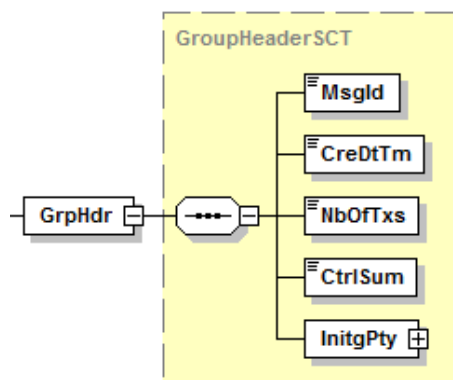 GroupHeaderSCT
MsgId
CreDtTm
GrpHdr
NbOfTxs
CtrlSum
InitgPty